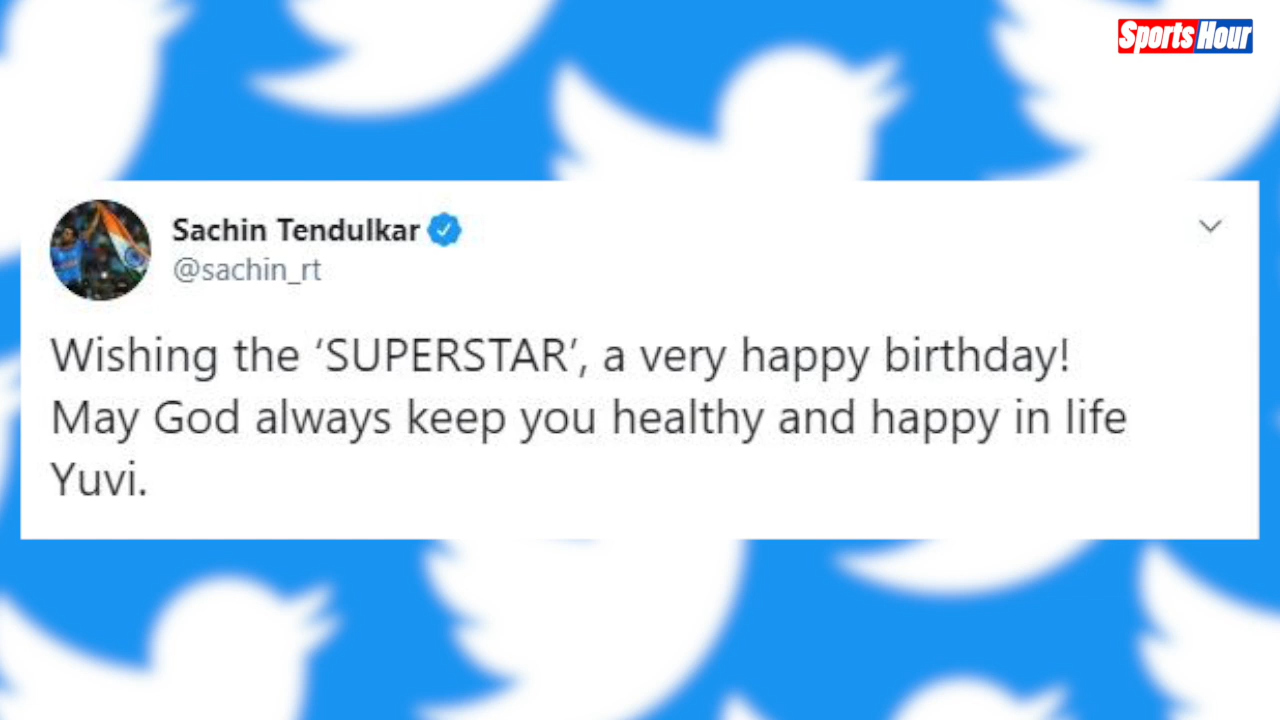 Sports Hour
Sachin Tendulkar
@sachin_rt
Wishing the ‘SUPERSTAR’, a very happy birthday!
May God always keep you healthy and happy in life
Yuvi.